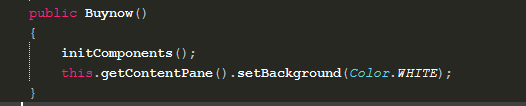 public Buynow()
{
initComponents();
this.getContentPane().setBackground(Color.WHITE);
}